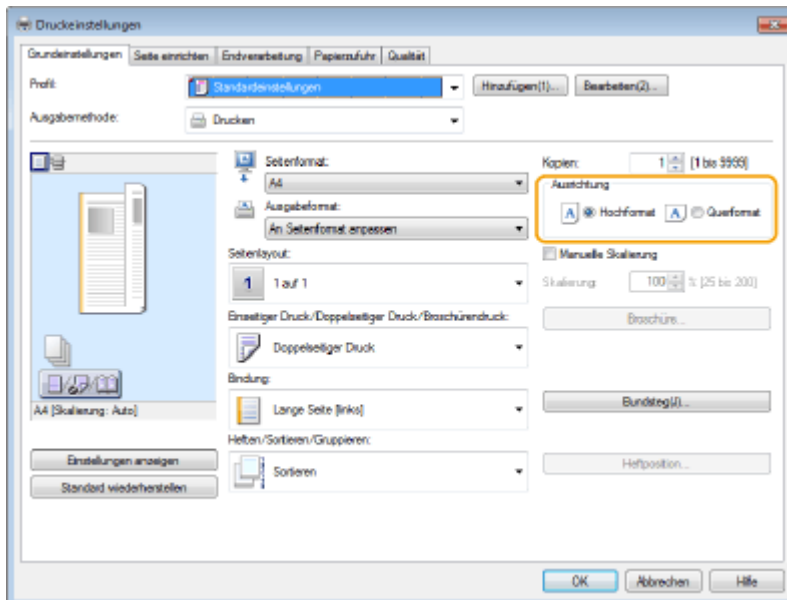 Druckeinstellungen
Grundeinstellungen Seite einrichten Endverarbeitung Papierzufuhr Qualität
Profil: Standardeinstellungen Hinzufügen(1)... Bearbeiten(2)...
Ausgabemethode: Drucken
Seitenformat: Kopien: 1 [1 bis 9999]
A4 Ausrichtung
Ausgabeformat: A Hochformat A Querformat
An Seitenformat anpassen
Seitenlayout: Manuelle Skalierung
1 1 auf 1 Skalierung: 100 % [25 bis 200]
Einseitiger Druck/Doppelseitiger Druck/Broschürendruck: Broschüre...
Doppelseitiger Druck
Bindung:
A4 [Skalierung: Auto] Lange Seite [links] Bundsteg(J)...
Heften/Sortieren/Gruppieren:
Einstellungen anzeigen Sortieren Heftposition...
Standard wiederherstellen
OK Abbrechen Hilfe